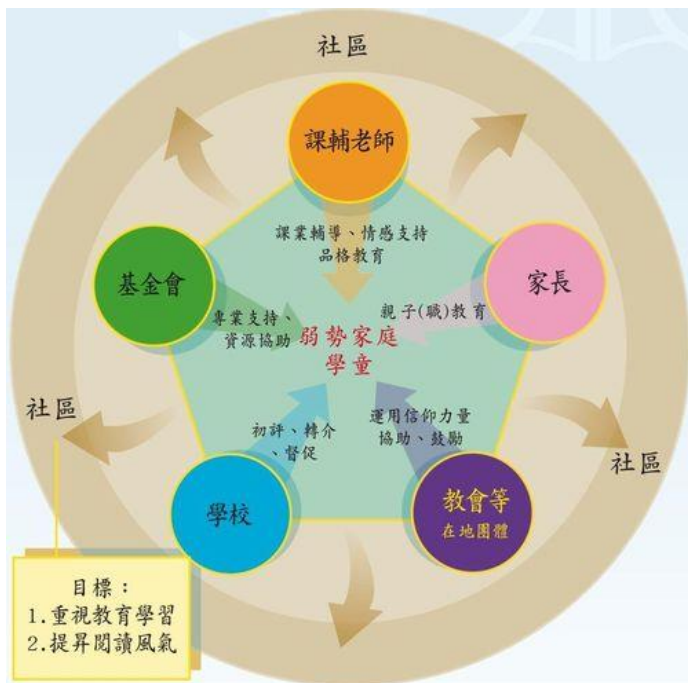 社區
課輔老師
課業輔導、情感支持
品格教育
基金會
家長
專業支持、
資源協助
親子(職)教育
弱勢家庭
學童
社區
初評、轉介
、督促
運用信仰力量
協助、鼓勵
社區
學校
教會等
在地團體
目標：
1.重視教育學習
2.提昇閱讀風氣